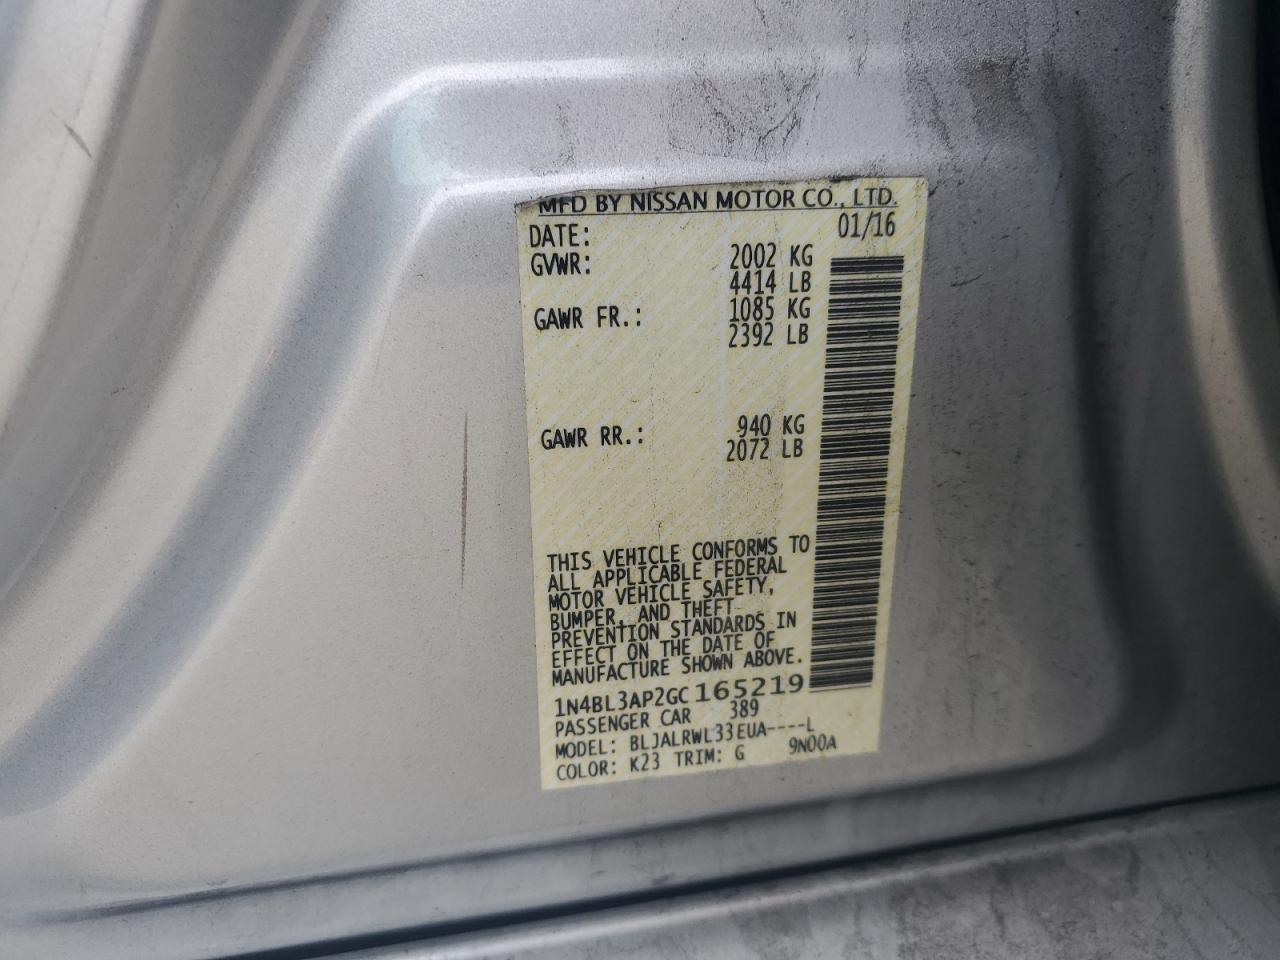 MFD BY NISSAN MOTOR CO., LTD.
DATE: 01/16
GVWR: 2002 KG
4414 LB
GAWR FR.: 1085 KG
2392 LB
GAWR RR.: 940 KG
2072 LB
THIS VEHICLE CONFORMS TO
ALL APPLICABLE FEDERAL
MOTOR VEHICLE SAFETY,
BUMPER, AND THEFT
PREVENTION STANDARDS IN
EFFECT ON THE DATE OF
MANUFACTURE SHOWN ABOVE.
1N4BL3AP2GC165219
PASSENGER CAR 389
MODEL: BLJALRWL33EUA----L
COLOR: K23 TRIM: G 9N00A